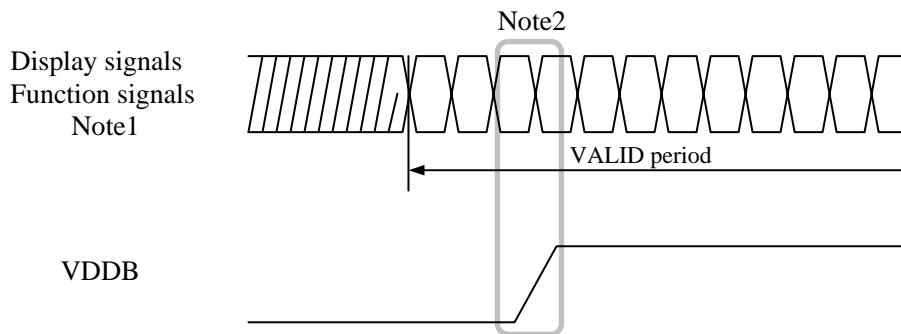 Note2
Display signals
Function signals
Note1
VALID period
VDDB